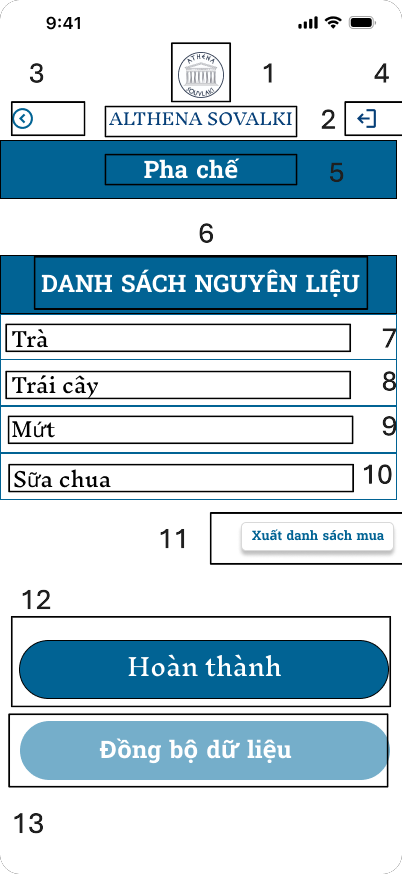 9:41
ATHENA
SOUVLAKI
3
1
4
ALTHENA SOVALKI
2
Pha chế
5
6
DANH SÁCH NGUYÊN LIỆU
Trà
7
Trái cây
8
Mứt
9
Sữa chua
10
11
Xuất danh sách mua
12
Hoàn thành
Đồng bộ dữ liệu
13